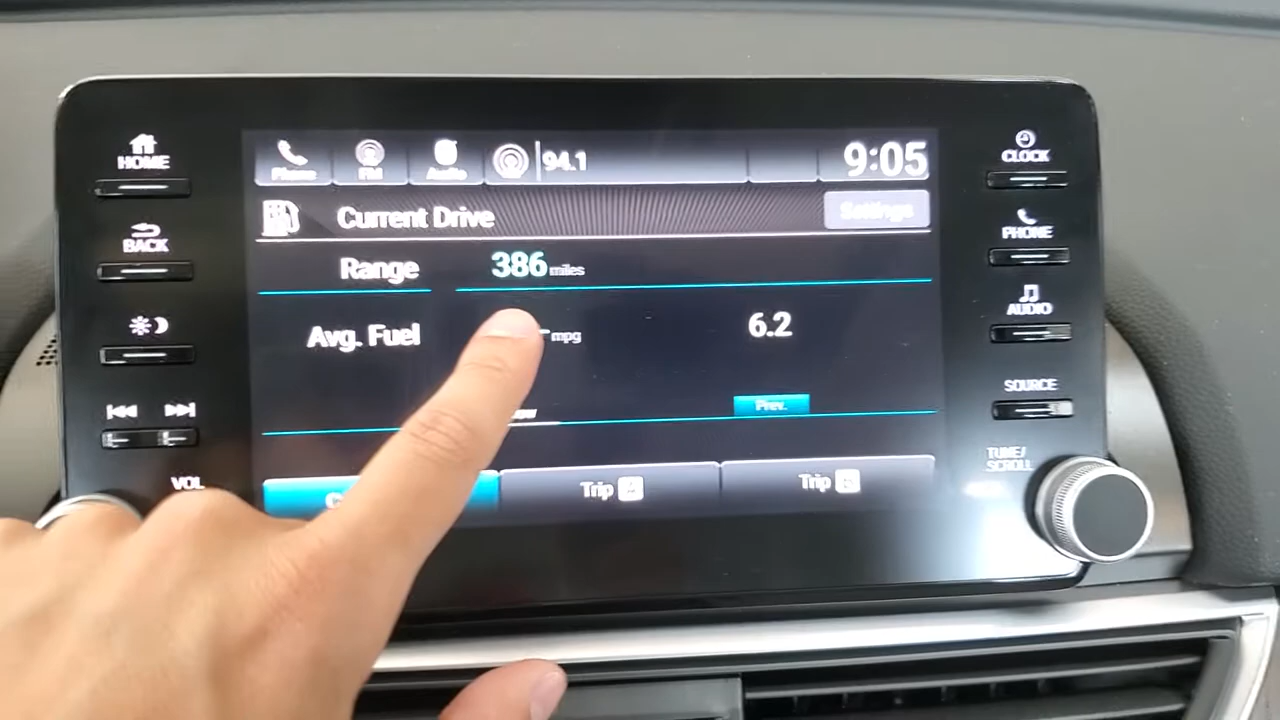 HOME
BACK
VOL
Phone FM Audio 94.1 9:05
Current Drive Settings
Range 386 miles
Avg. Fuel mpg 6.2
Prev.
Trip A Trip B
CLOCK
PHONE
AUDIO
SOURCE
TUNE/
SCROLL